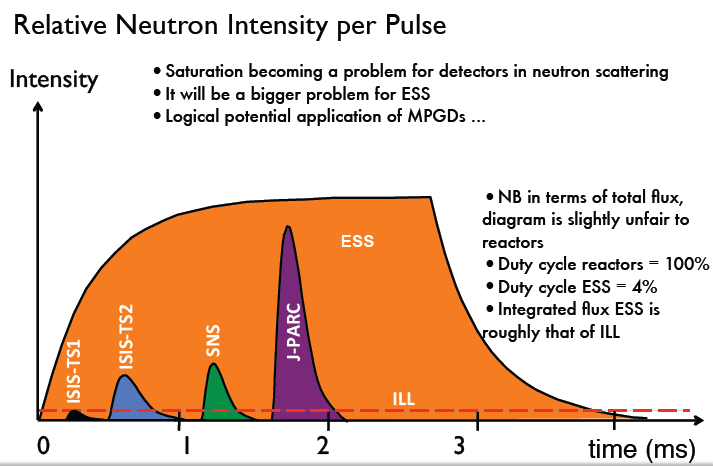 Relative Neutron Intensity per Pulse
Intensity
• Saturation becoming a problem for detectors in neutron scattering
• It will be a bigger problem for ESS
• Logical potential application of MPGDs ...
• NB in terms of total flux,
diagram is slightly unfair to
reactors
• Duty cycle reactors = 100%
• Duty cycle ESS = 4%
• Integrated flux ESS is
roughly that of ILL
ESS
ISIS-TS1
ISIS-TS2
SNS
J-PARC
ILL
0 1 2 3 time (ms)